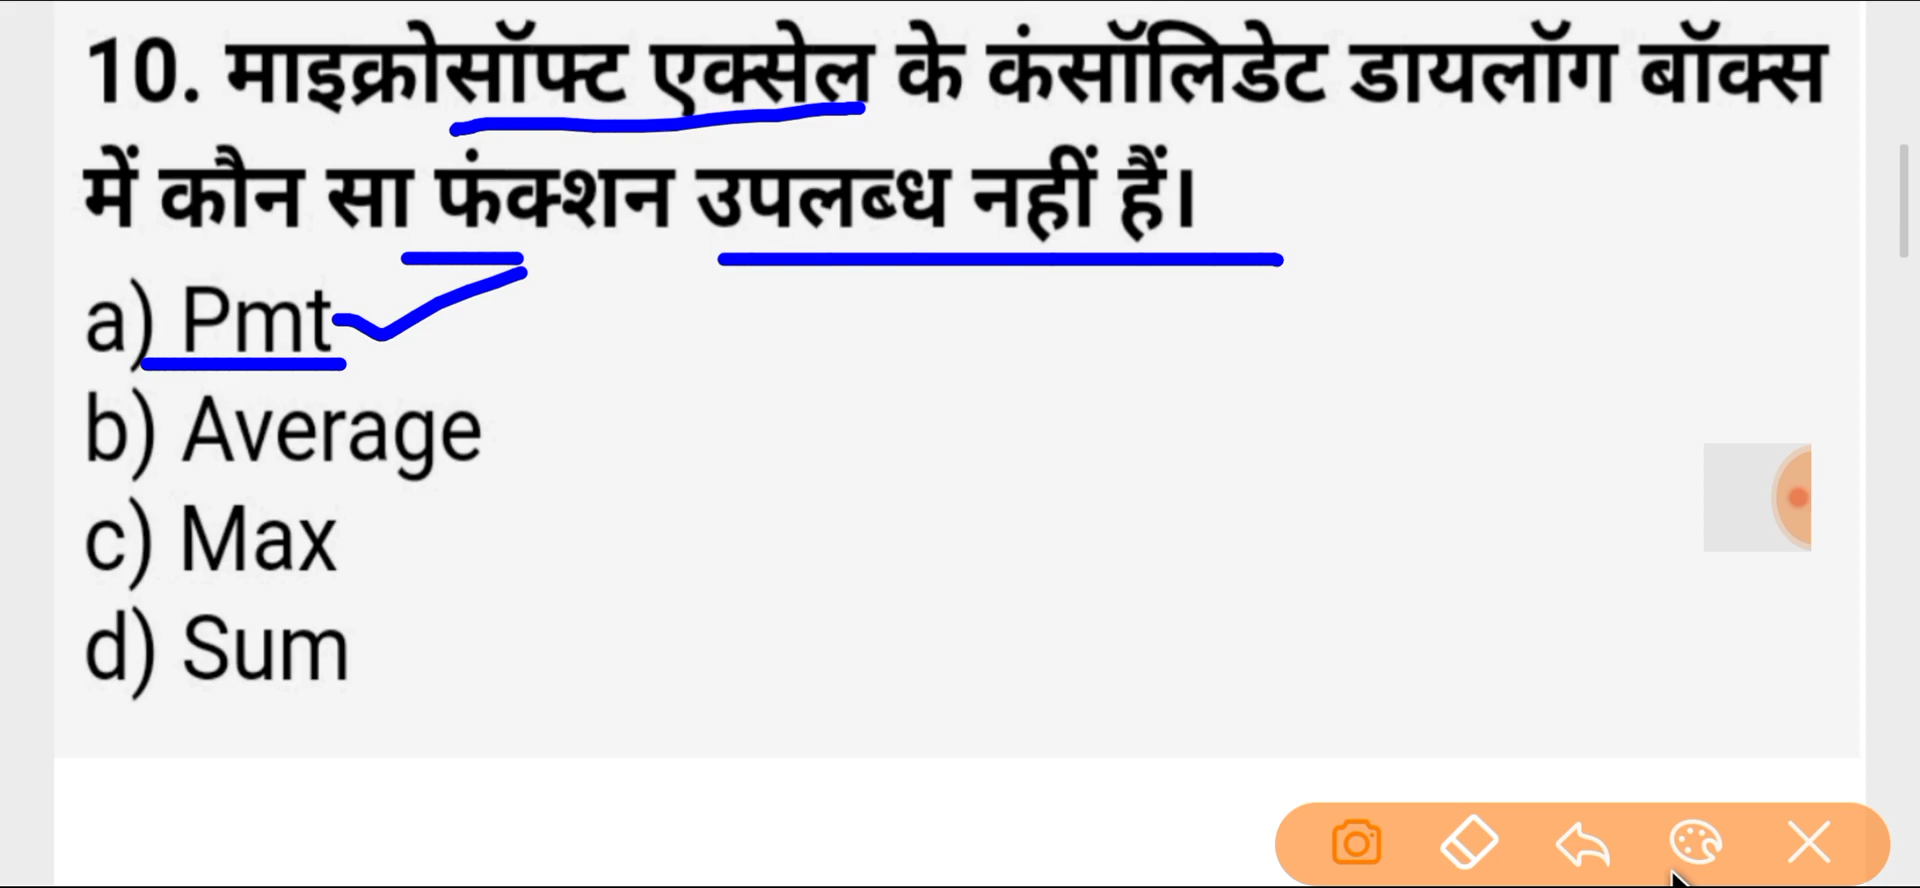 10. माइक्रोसॉफ्ट एक्सेल के कंसॉलिडेट डायलॉग बॉक्स
में कौन सा फंक्शन उपलब्ध नहीं हैं।
a) Pmt
b) Average
c) Max
d) Sum